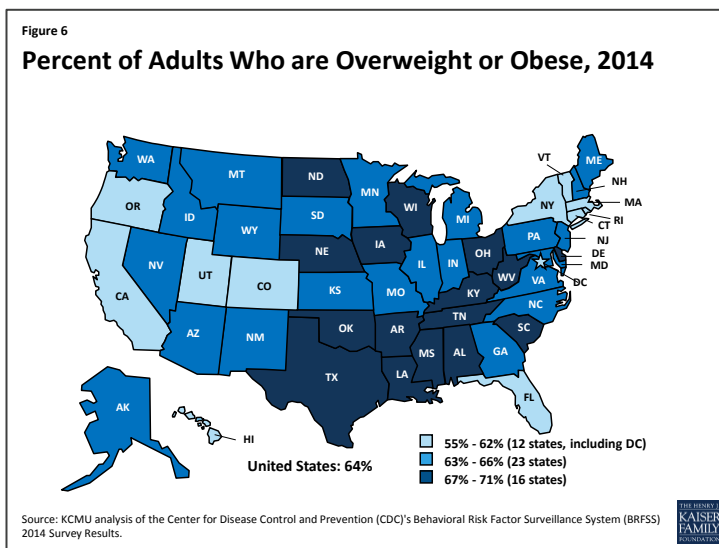 Figure 6
Percent of Adults Who are Overweight or Obese, 2014
WA
MT
ND
MN
VT
ME
NH
OR
ID
SD
WI
MI
NY
MA
RI
CT
WY
IA
PA
NJ
NE
OH
DE
NV
UT
CO
IL
IN
WV
MD
VA
DC
CA
KS
MO
KY
NC
TN
AZ
NM
OK
AR
SC
MS
AL
GA
TX
LA
AK
FL
HI
55% - 62% (12 states, including DC)
United States: 64%
63% - 66% (23 states)
67% - 71% (16 states)
Source: KCMU analysis of the Center for Disease Control and Prevention (CDC)'s Behavioral Risk Factor Surveillance System (BRFSS)
2014 Survey Results.
THE HENRY J.
KAISER
FAMILY
FOUNDATION